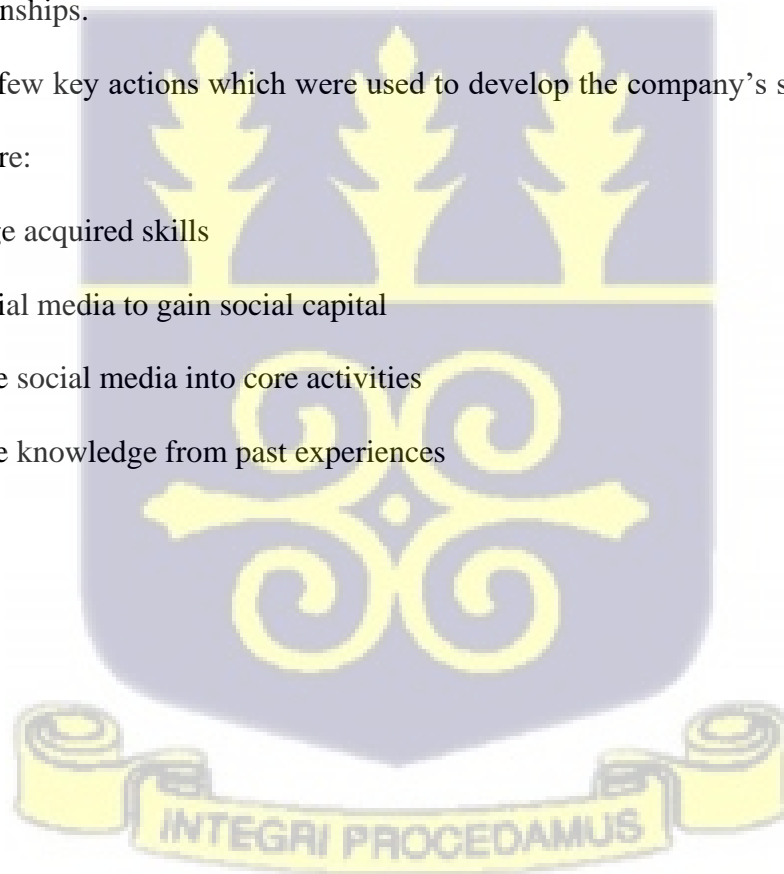 nships.
few key actions which were used to develop the company’s s
re:
ge acquired skills
ial media to gain social capital
e social media into core activities
e knowledge from past experiences
INTEGRI PROCEDAMUS